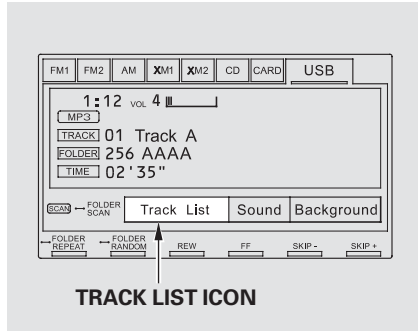 FM1 FM2 AM XM1 XM2 CD CARD USB
1:12 VOL 4
MP3
TRACK 01 Track A
FOLDER 256 AAAA
TIME 02'35"
SCAN FOLDER SCAN Track List Sound Background
FOLDER REPEAT FOLDER RANDOM REW FF SKIP - SKIP +
TRACK LIST ICON